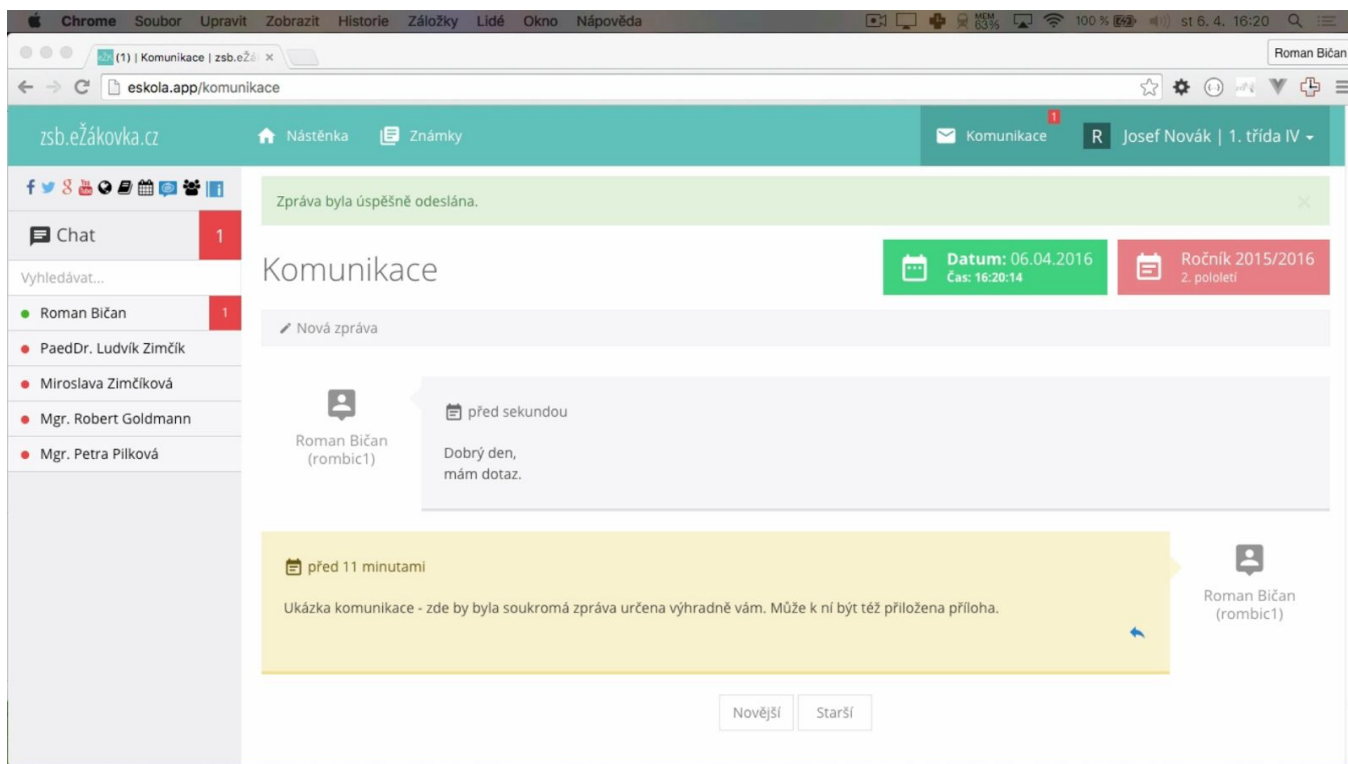 Chrome Soubor Upravit Zobrazit Historie Záložky Lidé Okno Nápověda MEM 63% 100 % st 6. 4. 16:20
(1) | Komunikace | zsb.eŽá
Roman Bičan
eskola.app/komunikace
zsb.eŽákovka.cz Nástěnka Známky Komunikace 1 R Josef Novák | 1. třída IV
Zpráva byla úspěšně odeslána.
Chat 1
Vyhledávat...
Roman Bičan 1
PaedDr. Ludvík Zimčík
Miroslava Zimčíková
Mgr. Robert Goldmann
Mgr. Petra Pilková
Komunikace
Datum: 06.04.2016
Čas: 16:20:14
Ročník 2015/2016
2. pololetí
Nová zpráva
Roman Bičan
(rombic1)
před sekundou
Dobrý den,
mám dotaz.
před 11 minutami
Ukázka komunikace - zde by byla soukromá zpráva určena výhradně vám. Může k ní být též přiložena příloha.
Roman Bičan
(rombic1)
Novější Starší